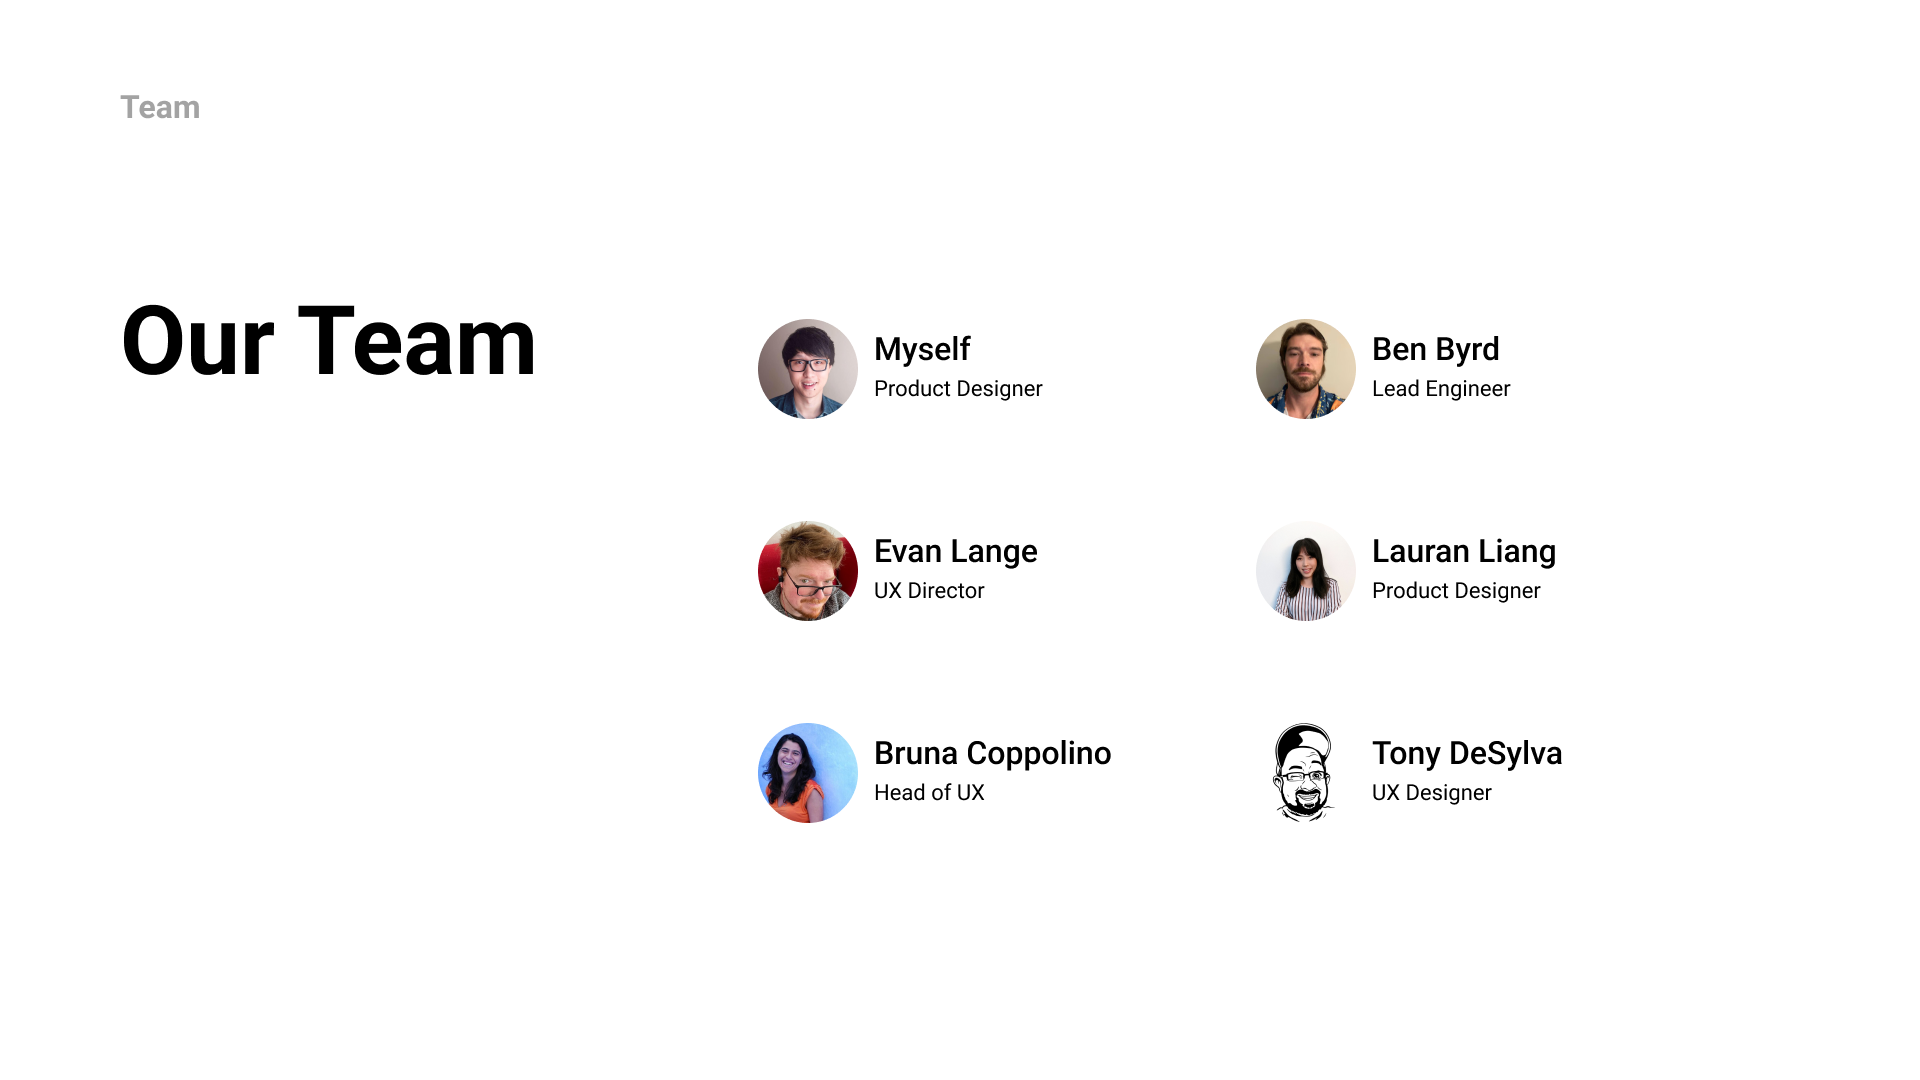 Team
Our Team
Myself
Product Designer
Ben Byrd
Lead Engineer
Evan Lange
UX Director
Lauran Liang
Product Designer
Bruna Coppolino
Head of UX
Tony DeSylva
UX Designer